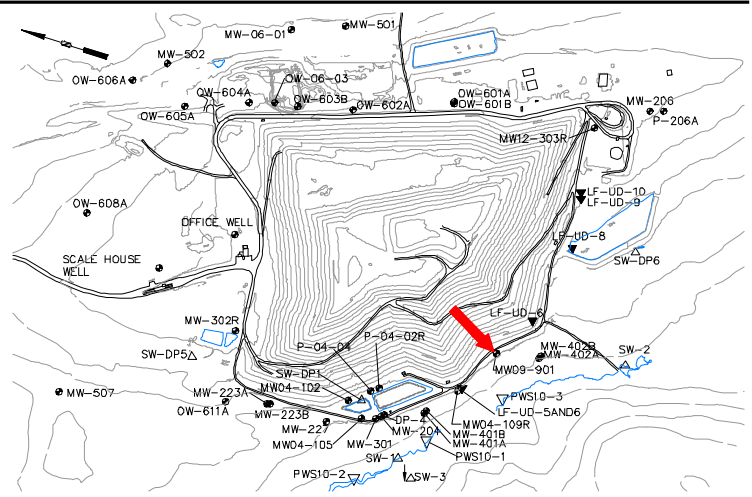 MW-501
MW-06-01
MW-502
OW-606A
OW-06-03
OW-604A
OW-603B
OW-602A
OW-601A
OW-601B
OW-605A
MW-206
P-206A
MW12-303R
LF-UD-10
LF-UD-9
OW-608A
OFFICE WELL
LF-UD-8
SW-DP6
SCALE HOUSE
WELL
MW-302R
LF-UD-6
P-04-04
P-04-02R
SW-DP5
SW-DP1
MW-402B
MW-402A
SW-2
MW09-901
MW04-102
MW-507
MW-223A
OW-611A
MW-223B
PWS10-3
LF-UD-5AND6
MW-227
MW04-105
MW-301
DP-4
MW-204
MW04-109R
MW-401B
MW-401A
SW-1
PWS10-1
PWS10-2
SW-3